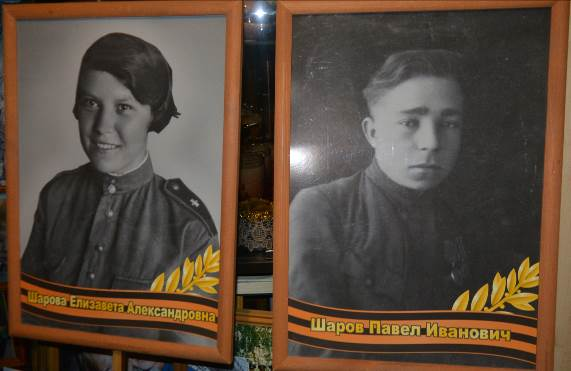 Шарова Елизавета Александровна
Шаров Павел Иванович